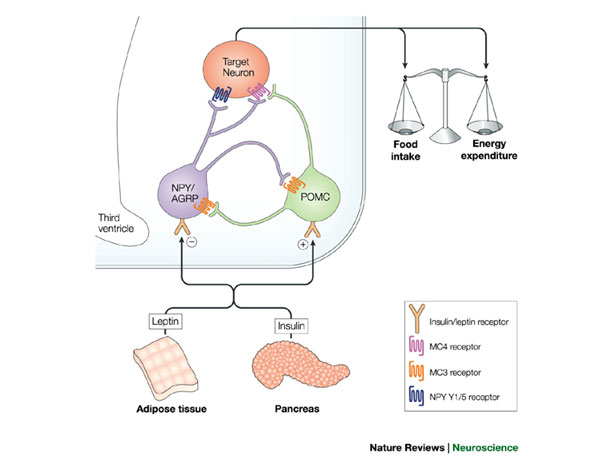 Target
Neuron
Food
intake
Energy
expenditure
NPY/
AGRP
POMC
Third
ventricle
−
+
Leptin
Insulin
Adipose tissue
Pancreas
Insulin/leptin receptor
MC4 receptor
MC3 receptor
NPY Y1/5 receptor
Nature Reviews | Neuroscience